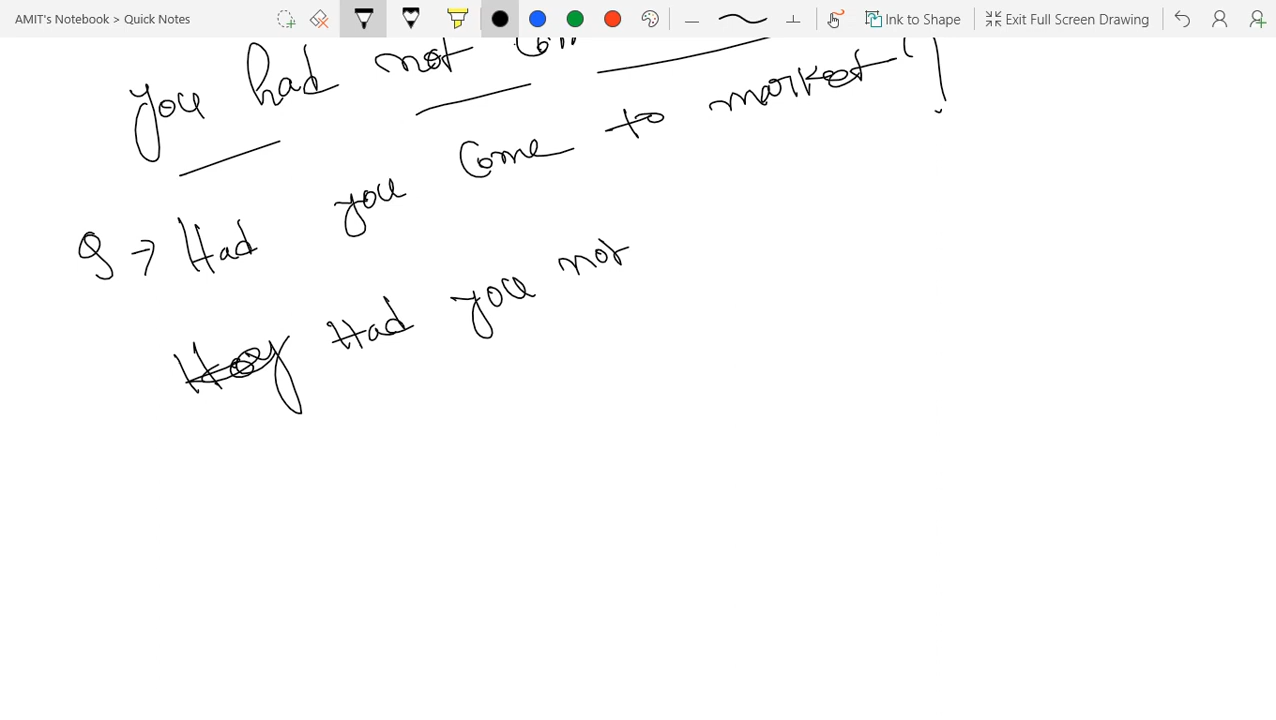 AMIT's Notebook > Quick Notes
Ink to Shape
Exit Full Screen Drawing
you had not
Q → Had you come to market ?
Had you not